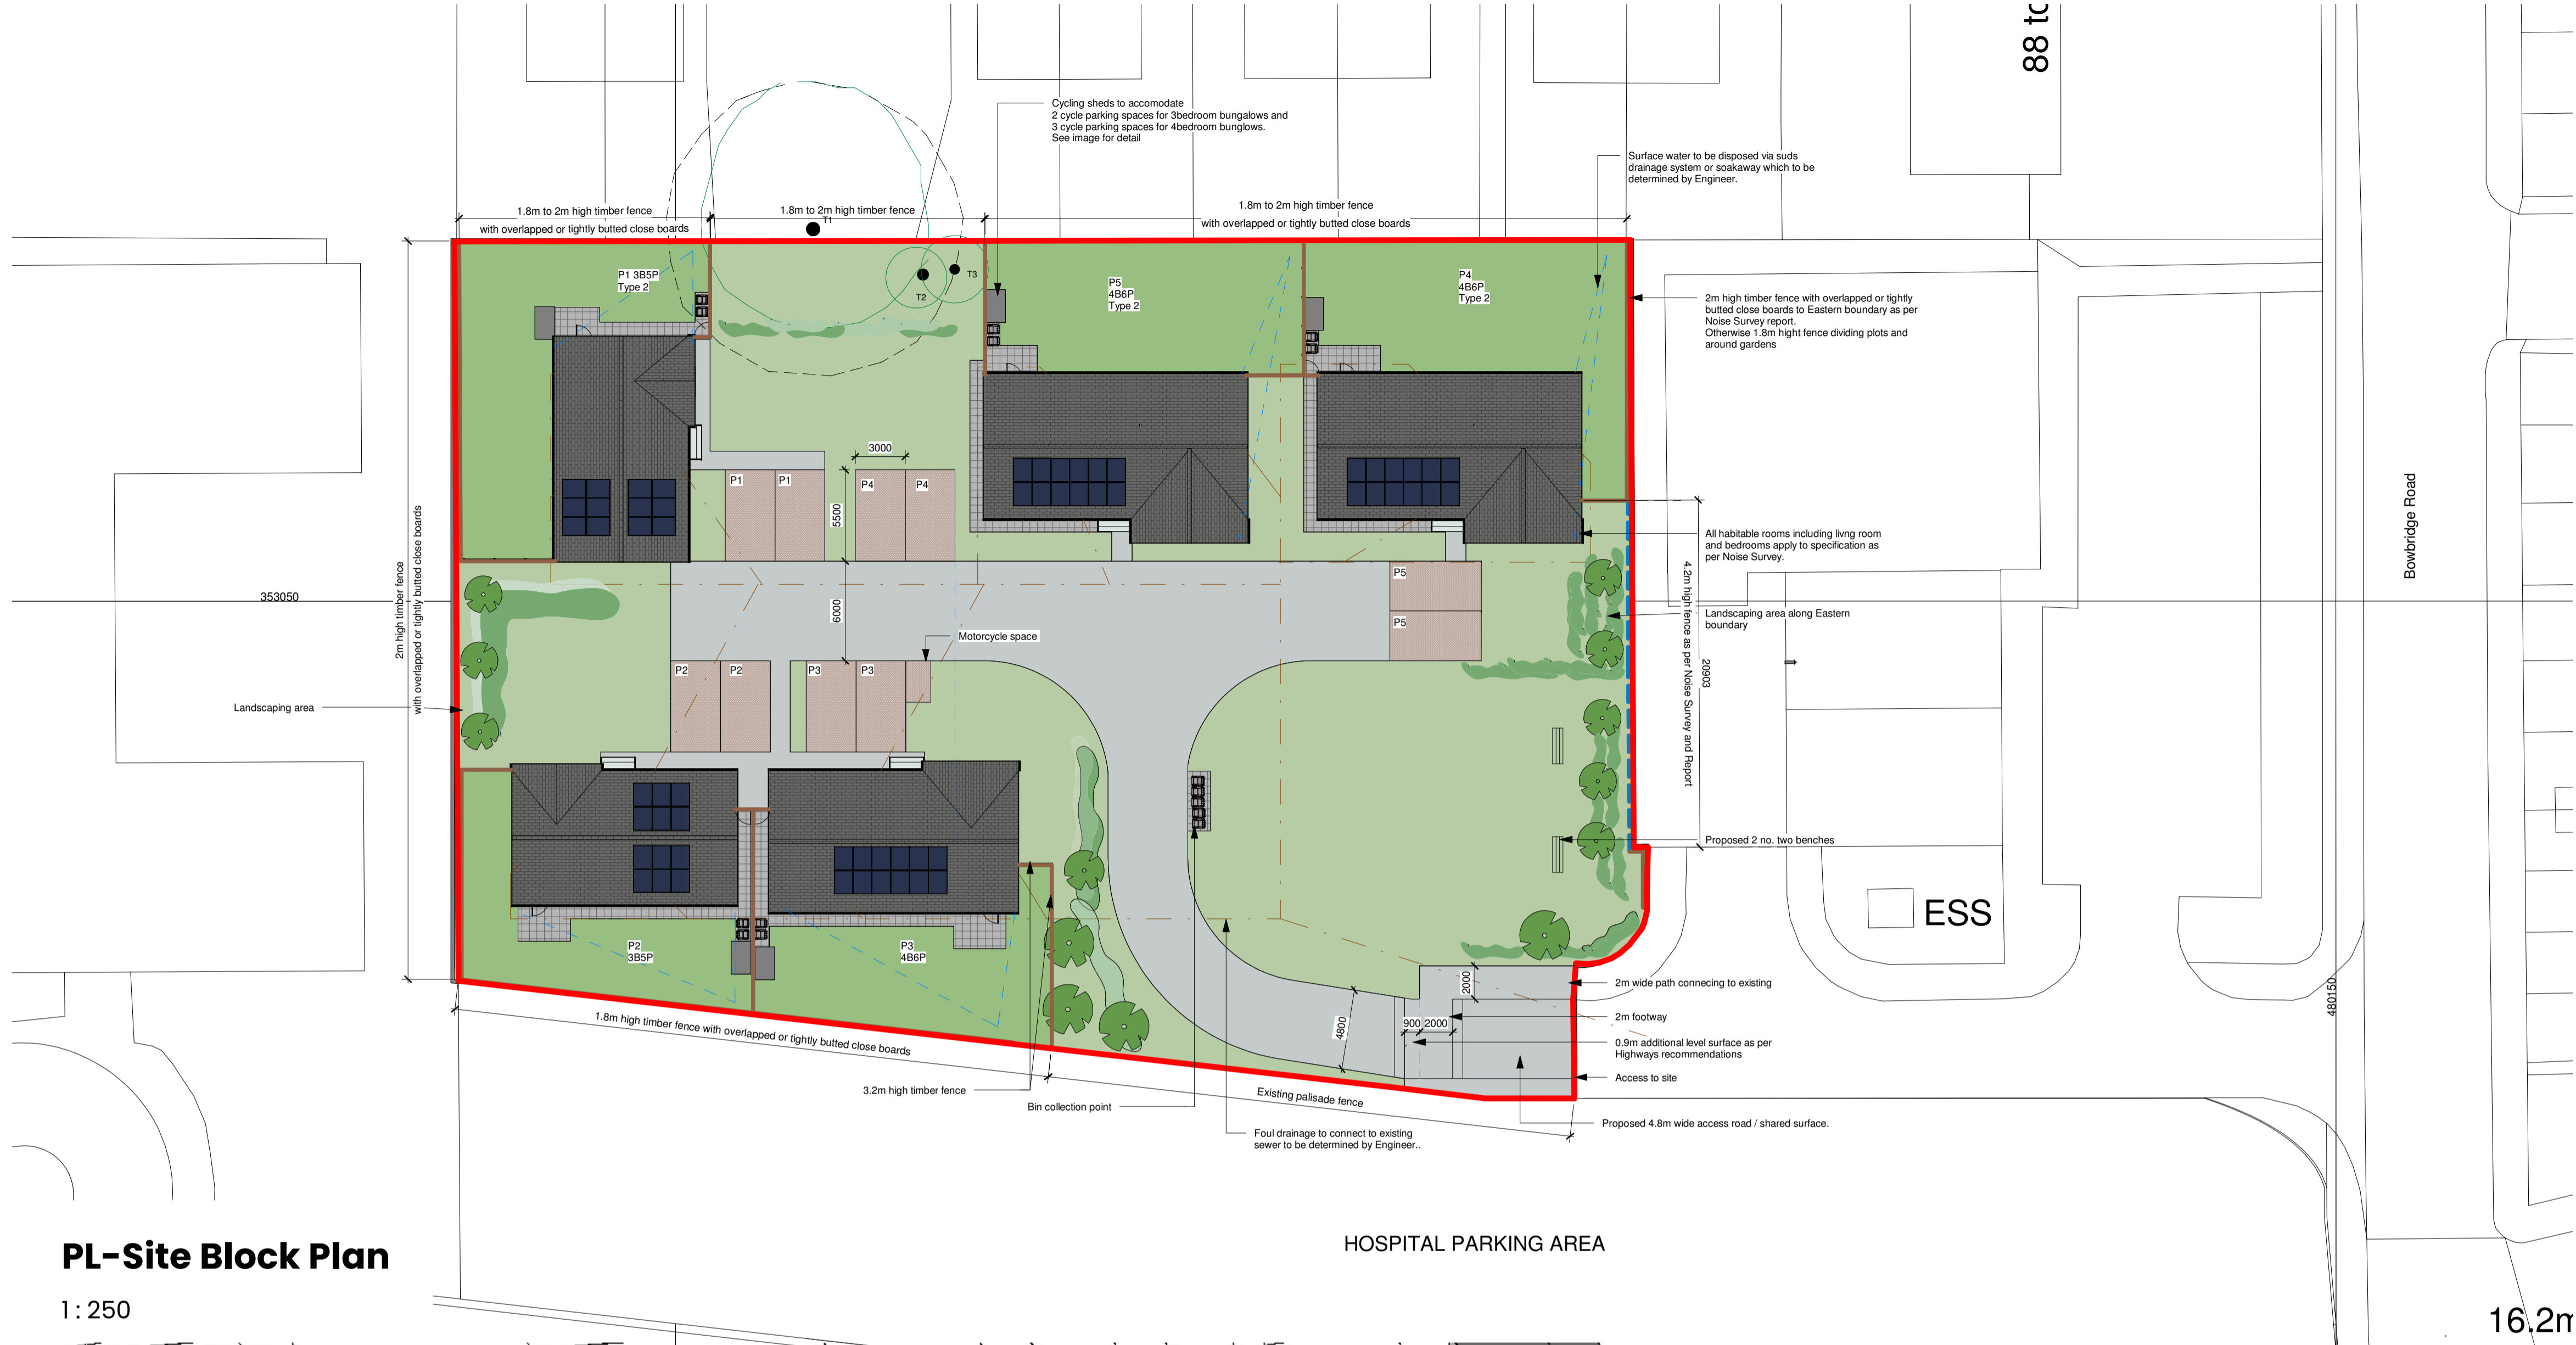 88 to
Cycling sheds to accomodate
2 cycle parking spaces for 3bedroom bungalows and
3 cycle parking spaces for 4bedroom bunglows.
See image for detail
Surface water to be disposed via suds
drainage system or soakaway which to be
determined by Engineer.
1.8m to 2m high timber fence
with overlapped or tightly butted close boards
1.8m to 2m high timber fence
T1
1.8m to 2m high timber fence
with overlapped or tightly butted close boards
P1 3B5P
Type 2
T2
T3
P5
4B6P
Type 2
P4
4B6P
Type 2
2m high timber fence with overlapped or tightly
butted close boards to Eastern boundary as per
Noise Survey report.
Otherwise 1.8m hight fence dividing plots and
around gardens
3000
P1
P1
P4
P4
5500
All habitable rooms including livng room
and bedrooms apply to specification as
per Noise Survey.
Bowbridge Road
353050
2m high timber fence
with overlapped or tightly butted close boards
6000
P5
P5
Motorcycle space
Landscaping area along Eastern
boundary
4.2m high fence as per Noise Survey and Report
20903
P2
P2
P3
P3
Landscaping area
Proposed 2 no. two benches
ESS
P2
3B5P
P3
4B6P
2000
2m wide path connecing to existing
480150
900
2000
2m footway
4800
0.9m additional level surface as per
Highways recommendations
1.8m high timber fence with overlapped or tightly butted close boards
Access to site
3.2m high timber fence
Existing palisade fence
Bin collection point
Proposed 4.8m wide access road / shared surface.
Foul drainage to connect to existing
sewer to be determined by Engineer..
PL-Site Block Plan
HOSPITAL PARKING AREA
1 : 250
16.2m